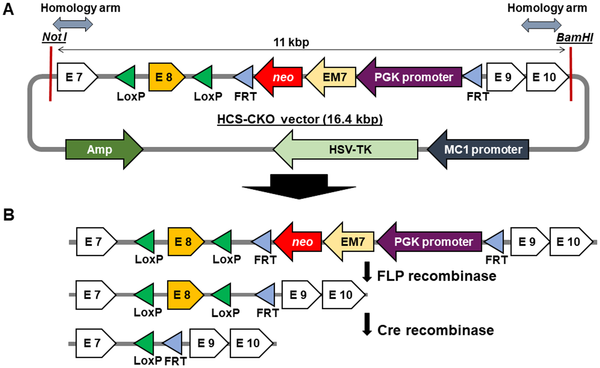 A
Homology arm
Homology arm
Not I
BamHI
11 kbp
E 7
LoxP
E 8
LoxP
FRT
neo
EM7
PGK promoter
FRT
E 9
E 10
HCS-CKO vector (16.4 kbp)
Amp
HSV-TK
MC1 promoter
B
E 7
LoxP
E 8
LoxP
FRT
neo
EM7
PGK promoter
FRT
E 9
E 10
FLP recombinase
E 7
LoxP
E 8
LoxP
FRT
E 9
E 10
Cre recombinase
E 7
LoxP
FRT
E 9
E 10